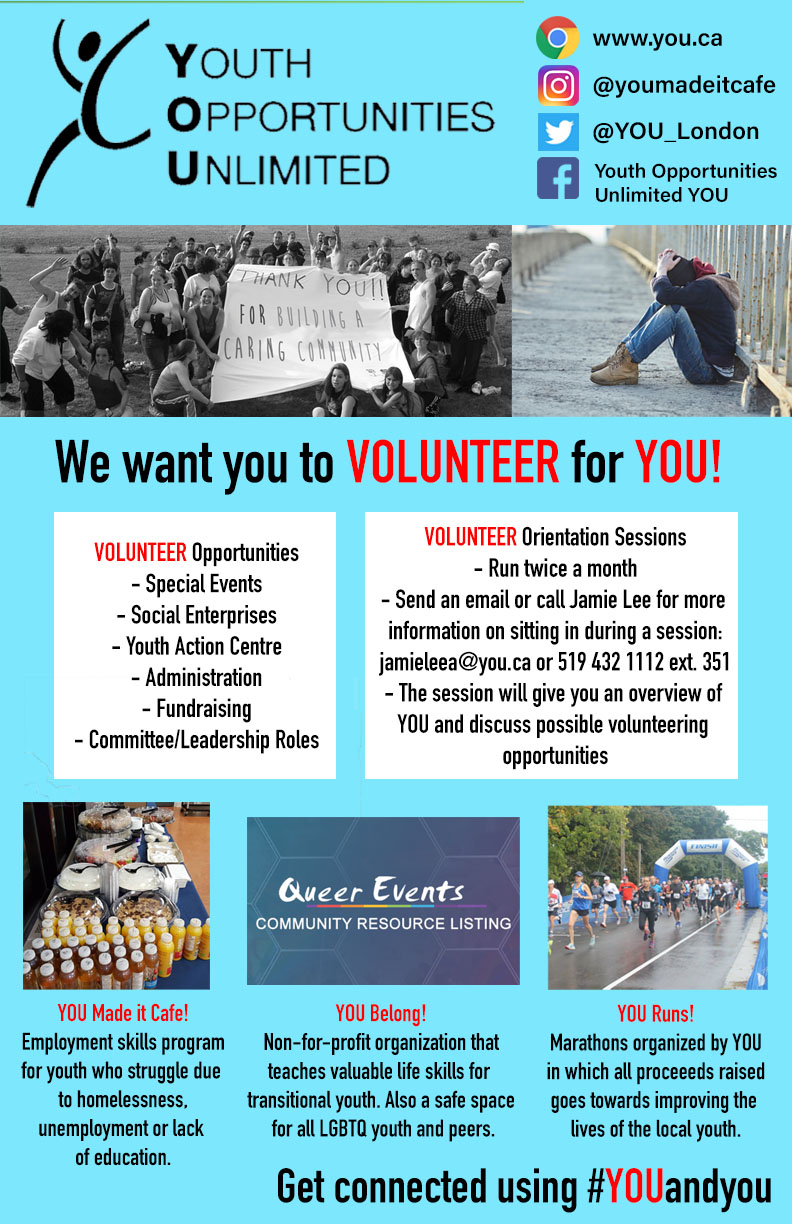 YOUTH
OPPORTUNITIES
UNLIMITED
www.you.ca
@youmadeitcafe
@YOU_London
Youth Opportunities
Unlimited YOU
THANK YOU!!
FOR BUILDING A
CARING COMMUNITY
We want you to VOLUNTEER for YOU!
VOLUNTEER Opportunities
- Special Events
- Social Enterprises
- Youth Action Centre
- Administration
- Fundraising
- Committee/Leadership Roles
VOLUNTEER Orientation Sessions
- Run twice a month
- Send an email or call Jamie Lee for more
information on sitting in during a session:
jamieleea@you.ca or 519 432 1112 ext. 351
- The session will give you an overview of
YOU and discuss possible volunteering
opportunities
Queer Events
COMMUNITY RESOURCE LISTING
FINISH
YOU Made it Cafe!
Employment skills program
for youth who struggle due
to homelessness,
unemployment or lack
of education.
YOU Belong!
Non-for-profit organization that
teaches valuable life skills for
transitional youth. Also a safe space
for all LGBTQ youth and peers.
YOU Runs!
Marathons organized by YOU
in which all proceeeds raised
goes towards improving the
lives of the local youth.
Get connected using #YOUandyou